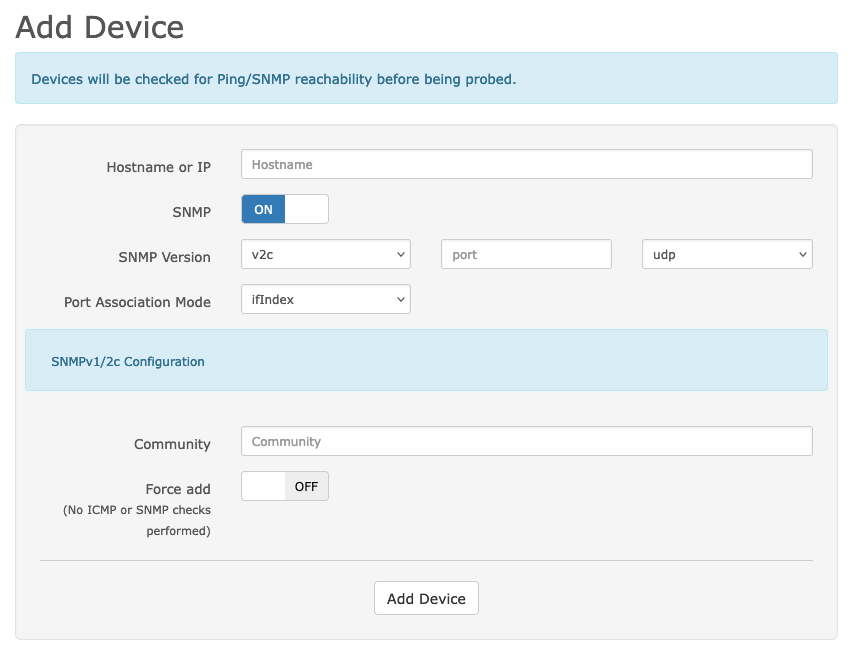 Add Device
Devices will be checked for Ping/SNMP reachability before being probed.
Hostname or IP
Hostname
SNMP
ON
SNMP Version
v2c
port
udp
Port Association Mode
ifIndex
SNMPv1/2c Configuration
Community
Community
Force add
OFF
(No ICMP or SNMP checks
performed)
Add Device